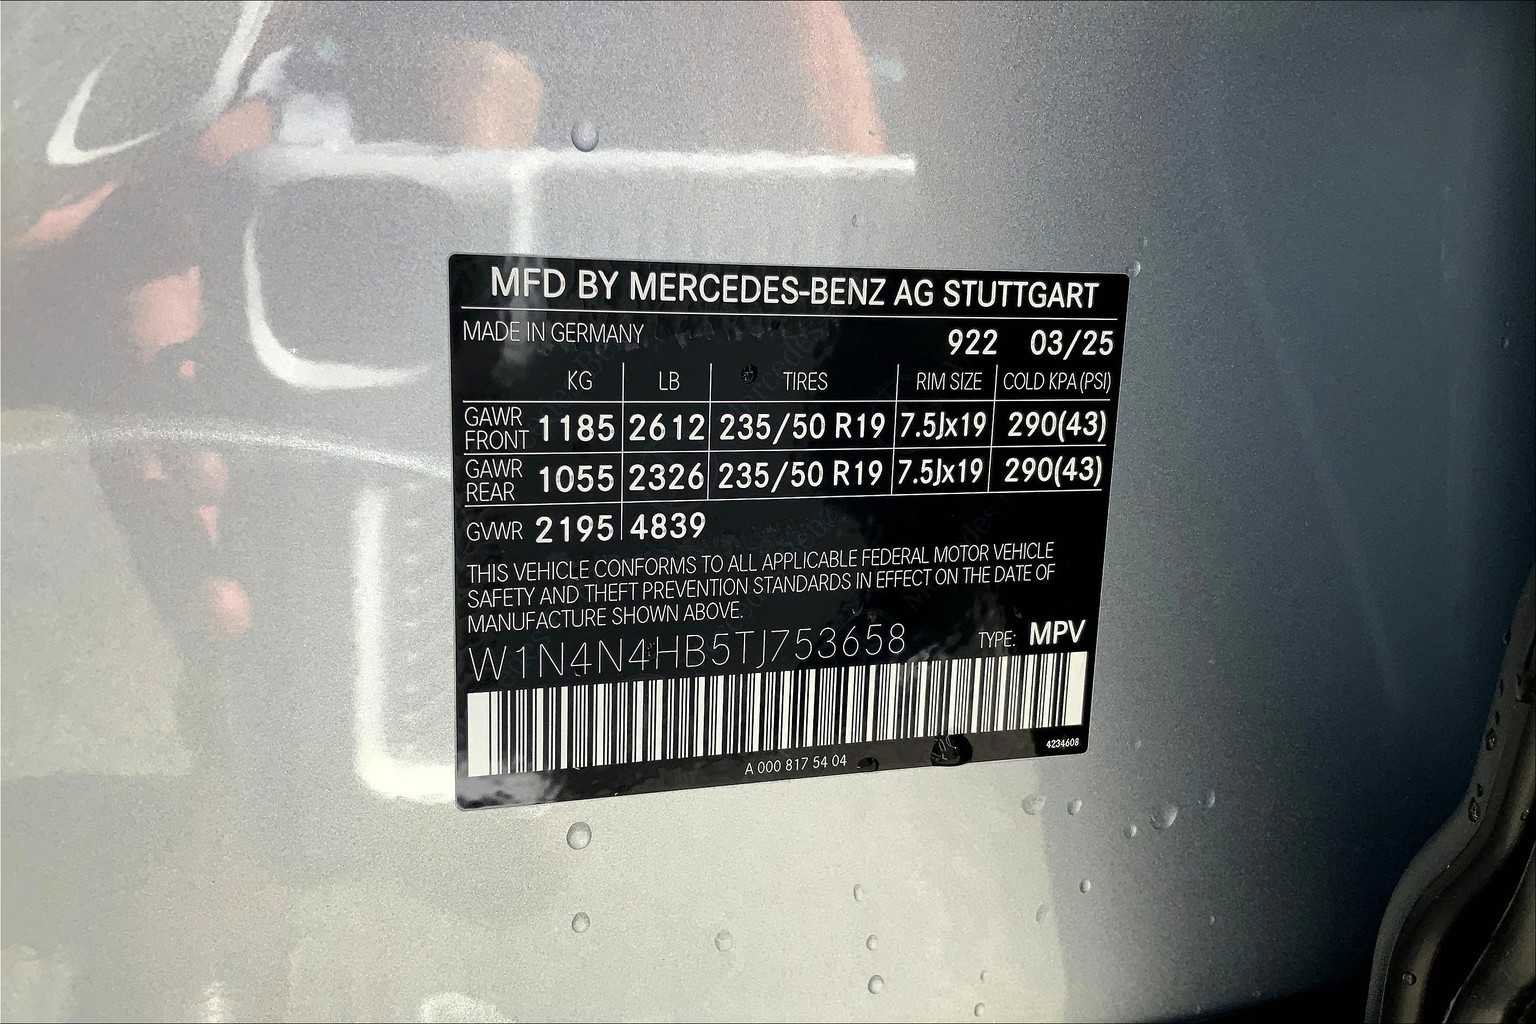 MFD BY MERCEDES-BENZ AG STUTTGART
MADE IN GERMANY
922 03/25
KG LB TIRES RIM SIZE COLD KPA (PSI)
GAWR FRONT 1185 2612 235/50 R19 7.5Jx19 290(43)
GAWR REAR 1055 2326 235/50 R19 7.5Jx19 290(43)
GVWR 2195 4839
THIS VEHICLE CONFORMS TO ALL APPLICABLE FEDERAL MOTOR VEHICLE
SAFETY AND THEFT PREVENTION STANDARDS IN EFFECT ON THE DATE OF
MANUFACTURE SHOWN ABOVE.
W1N4N4HB5TJ753658 TYPE: MPV
4234608
A 000 817 54 04